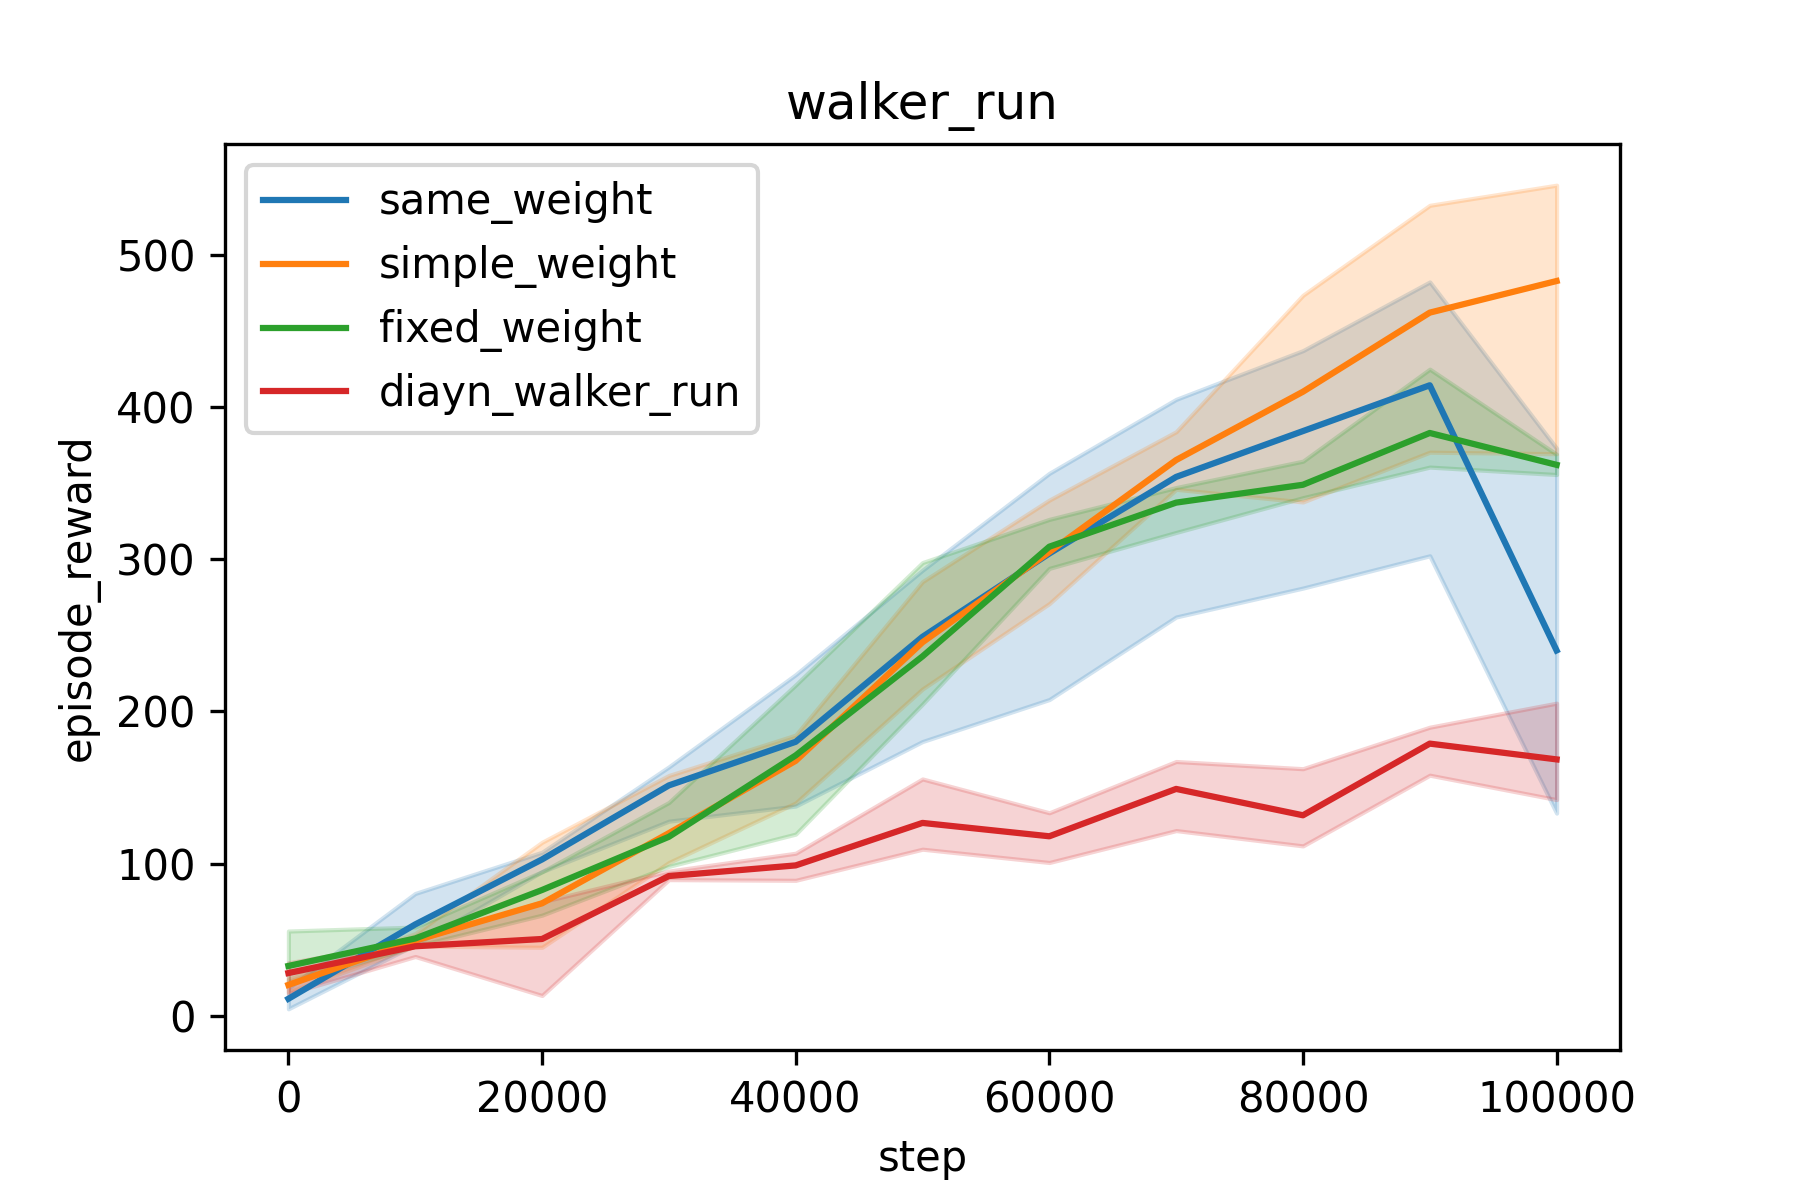 walker_run
same_weight
simple_weight
fixed_weight
diayn_walker_run
episode_reward
500
400
300
200
100
0
0 20000 40000 60000 80000 100000
step